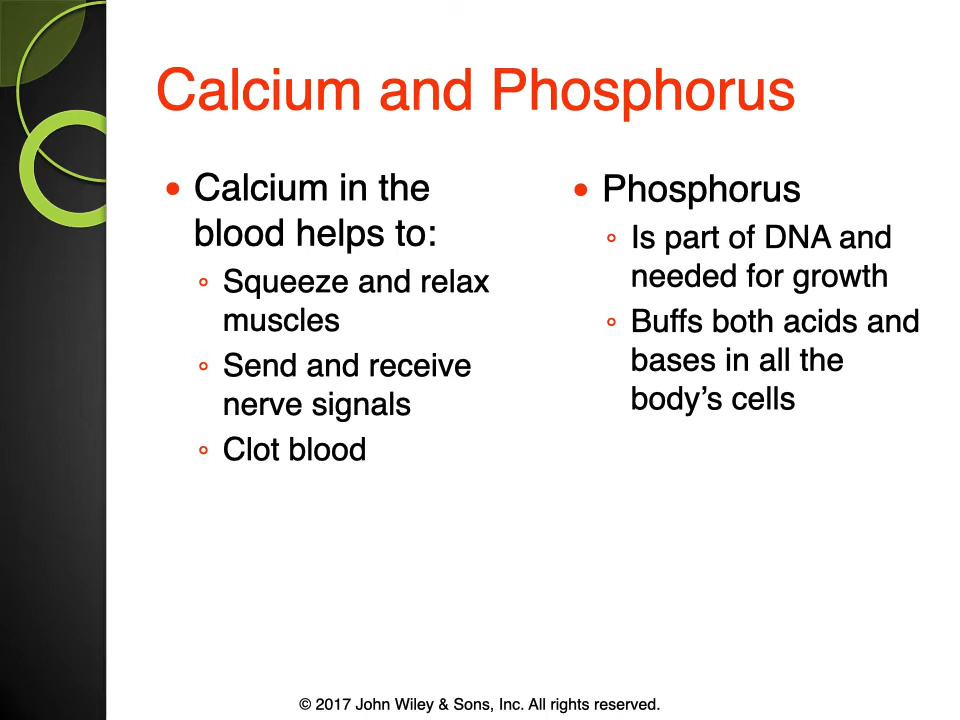 Calcium and Phosphorus
• Calcium in the
blood helps to:
◦ Squeeze and relax
muscles
◦ Send and receive
nerve signals
◦ Clot blood
• Phosphorus
◦ Is part of DNA and
needed for growth
◦ Buffs both acids and
bases in all the
body’s cells
© 2017 John Wiley & Sons, Inc. All rights reserved.